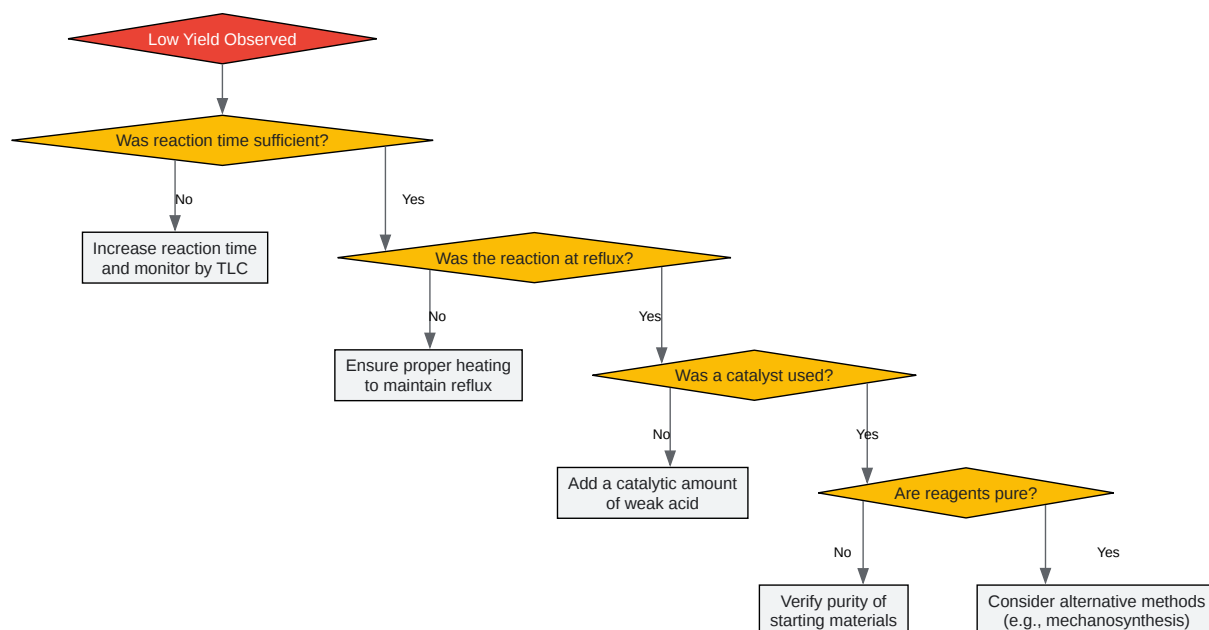 Low Yield Observed
Was reaction time sufficient?
No
Yes
Increase reaction time
and monitor by TLC
Was the reaction at reflux?
No
Yes
Ensure proper heating
to maintain reflux
Was a catalyst used?
No
Yes
Add a catalytic amount
of weak acid
Are reagents pure?
No
Yes
Verify purity of
starting materials
Consider alternative methods
(e.g., mechanosynthesis)